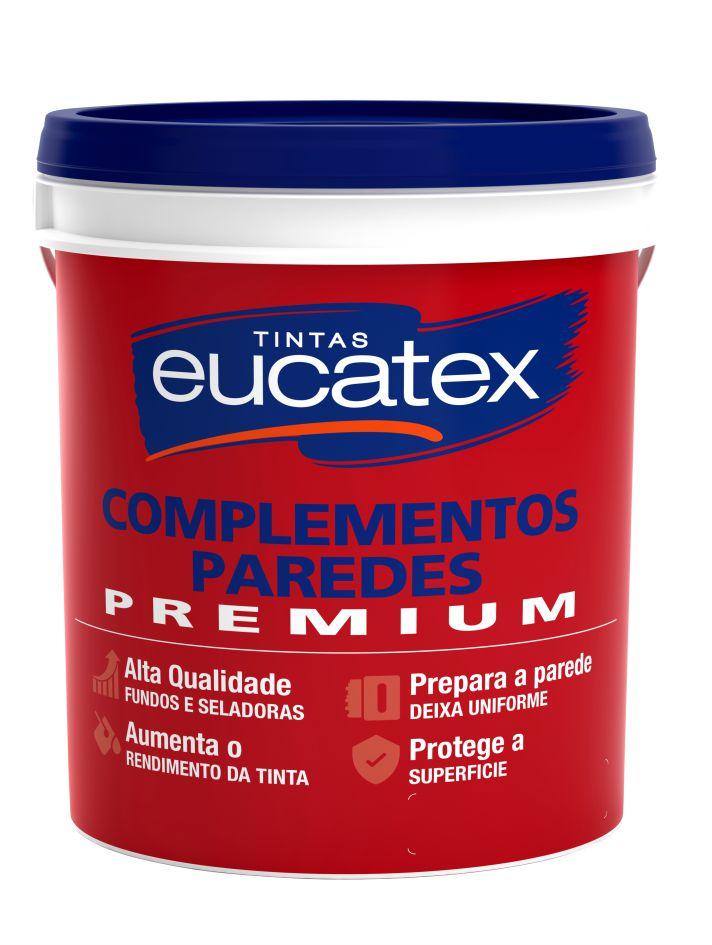 TINTAS
eucatex
COMPLEMENTOS
PAREDES
PREMIUM
Alta Qualidade
FUNDOS E SELADORAS
Aumenta o
RENDIMENTO DA TINTA
Prepara a parede
DEIXA UNIFORME
Protege a
SUPERFICIE